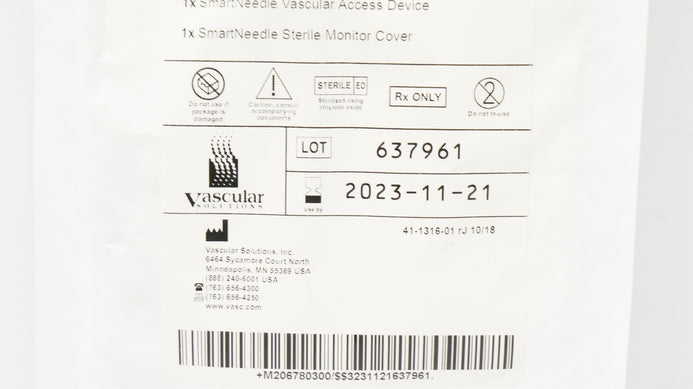 1x SmartNeedle Vascular Access Device
1x SmartNeedle Sterile Monitor Cover
Do not use if
package is
damaged
Caution, consult
accompanying
documents
STERILE EO
Sterilized using
ethylene oxide
Rx ONLY
2
Do not re-use
Vascular
SOLUTIONS
LOT 637961
Use by
2023-11-21
41-1316-01 rJ 10/18
Vascular Solutions, Inc.
6464 Sycamore Court North
Minneapolis, MN 55369 USA
(888) 240-6001 USA
(763) 656-4300
(763) 656-4250
www.vasc.com
+M206780300/$$3231121637961.